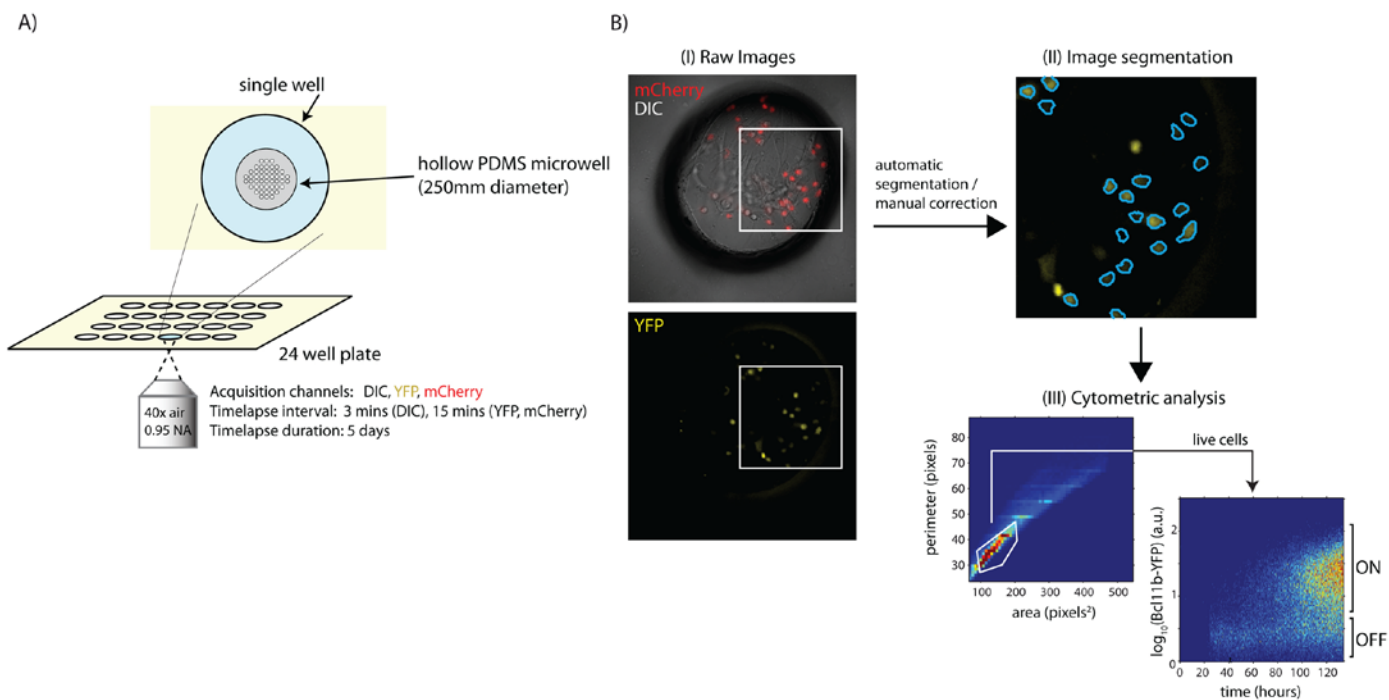 A)
single well
hollow PDMS microwell
(250mm diameter)
24 well plate
40x air
0.95 NA
Acquisition channels: DIC, YFP, mCherry
Timelapse interval: 3 mins (DIC), 15 mins (YFP, mCherry)
Timelapse duration: 5 days
B)
(I) Raw Images
mCherry
DIC
YFP
automatic
segmentation /
manual correction
(II) Image segmentation
(III) Cytometric analysis
live cells
perimeter (pixels)
80
70
60
50
40
30
100 200 300 400 500
area (pixels²)
log₁₀(Bcl11b-YFP) (a.u.)
2
1
0
0 20 40 60 80 100 120
time (hours)
ON
OFF